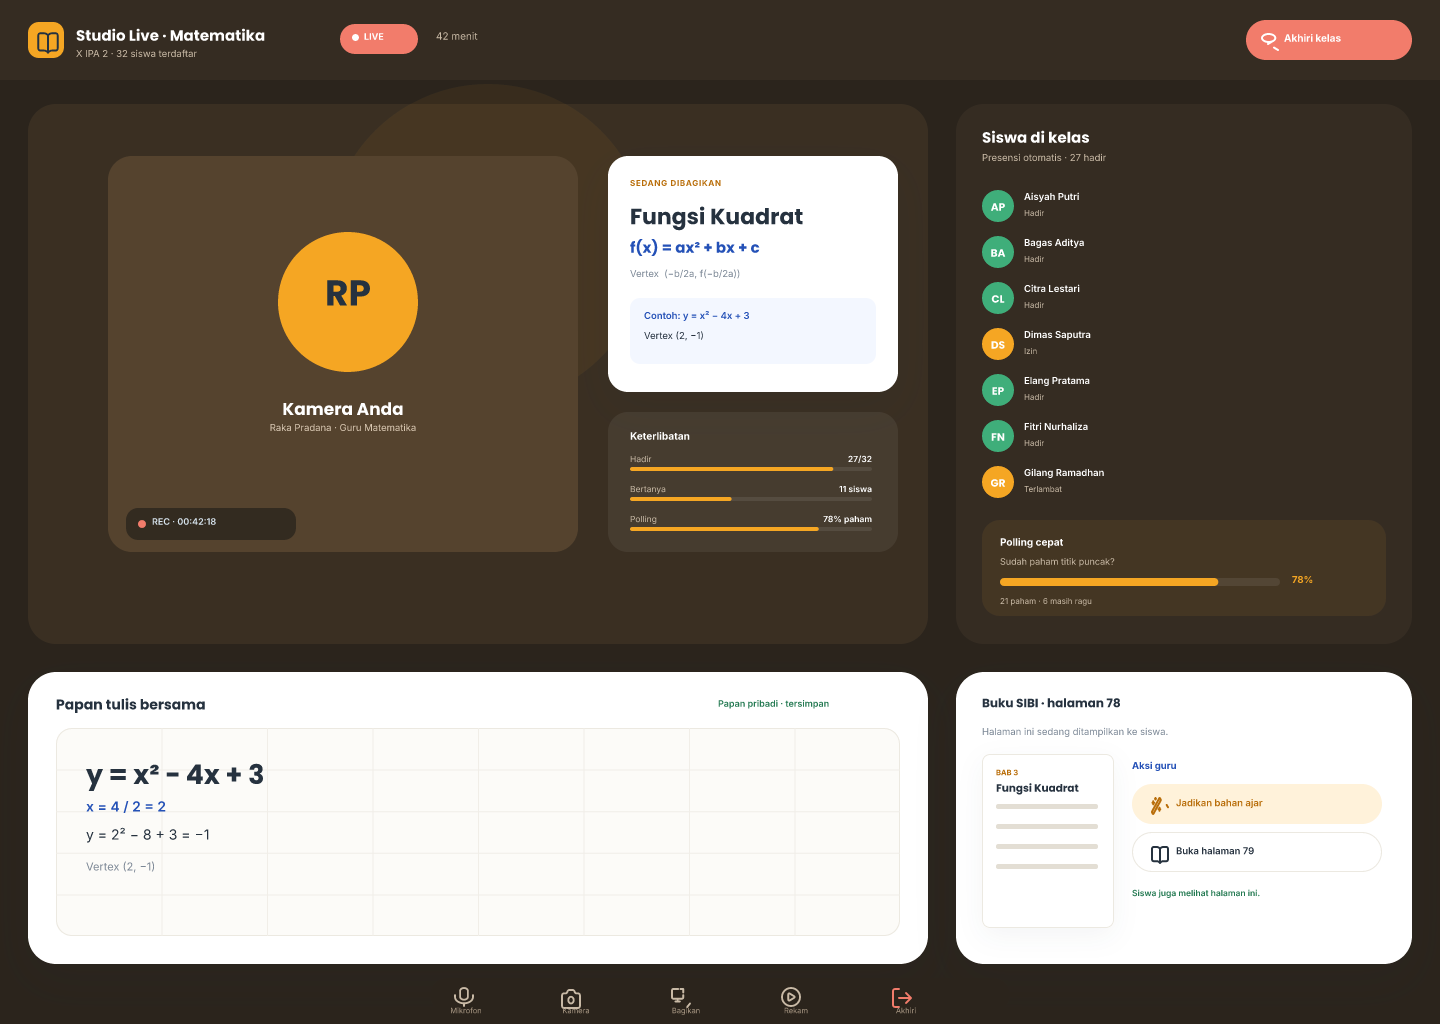 Studio Live · Matematika
X IPA 2 · 32 siswa terdaftar
LIVE
42 menit
Akhiri kelas
RP
Kamera Anda
Raka Pradana · Guru Matematika
REC · 00:42:18
SEDANG DIBAGIKAN
Fungsi Kuadrat
f(x) = ax² + bx + c
Vertex (−b/2a, f(−b/2a))
Contoh: y = x² − 4x + 3
Vertex (2, −1)
Keterlibatan
Hadir 27/32
Bertanya 11 siswa
Polling 78% paham
Siswa di kelas
Presensi otomatis · 27 hadir
AP Aisyah Putri
Hadir
BA Bagas Aditya
Hadir
CL Citra Lestari
Hadir
DS Dimas Saputra
Izin
EP Elang Pratama
Hadir
FN Fitri Nurhaliza
Hadir
GR Gilang Ramadhan
Terlambat
Polling cepat
Sudah paham titik puncak?
78%
21 paham · 6 masih ragu
Papan tulis bersama
Papan pribadi · tersimpan
y = x² − 4x + 3
x = 4 / 2 = 2
y = 2² − 8 + 3 = −1
Vertex (2, −1)
Buku SIBI · halaman 78
Halaman ini sedang ditampilkan ke siswa.
BAB 3
Fungsi Kuadrat
Aksi guru
Jadikan bahan ajar
Buka halaman 79
Siswa juga melihat halaman ini.
Mikrofon
Kamera
Bagikan
Rekam
Akhiri